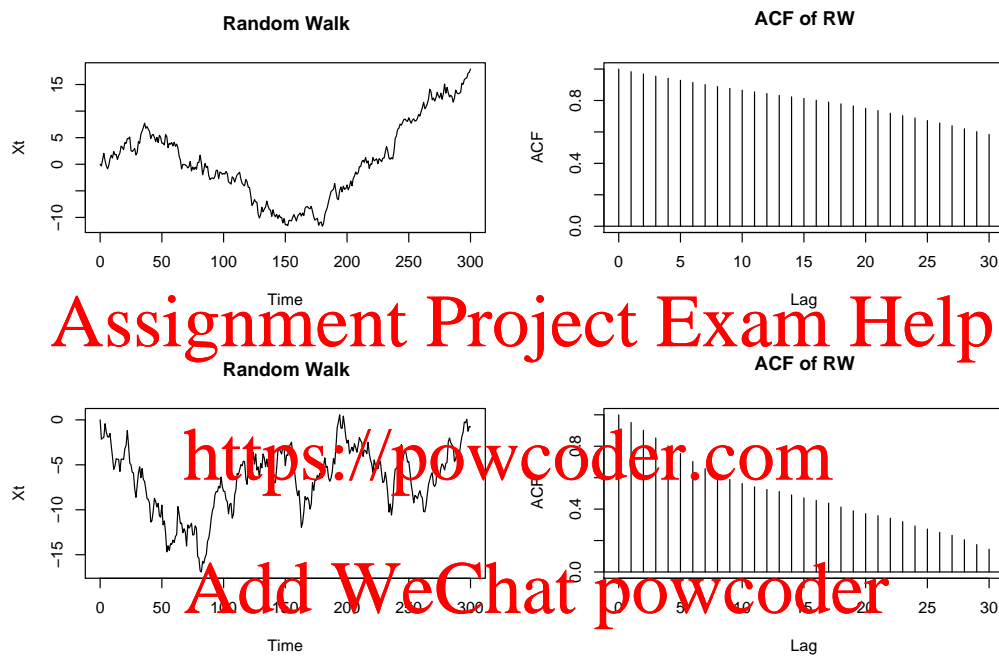 Random Walk
ACF of RW
Xt
15
5
0
−10
0 50 100 150 200 250 300
Time
ACF
0.8
0.4
0.0
0 5 10 15 20 25 30
Lag
Assignment Project Exam Help
Random Walk
ACF of RW
Xt
0
−5
−10
−15
0 50 100 150 200 250 300
Time
ACF
0.8
0.4
0.0
0 5 10 15 20 25 30
Lag
https://powcoder.com
Add WeChat powcoder